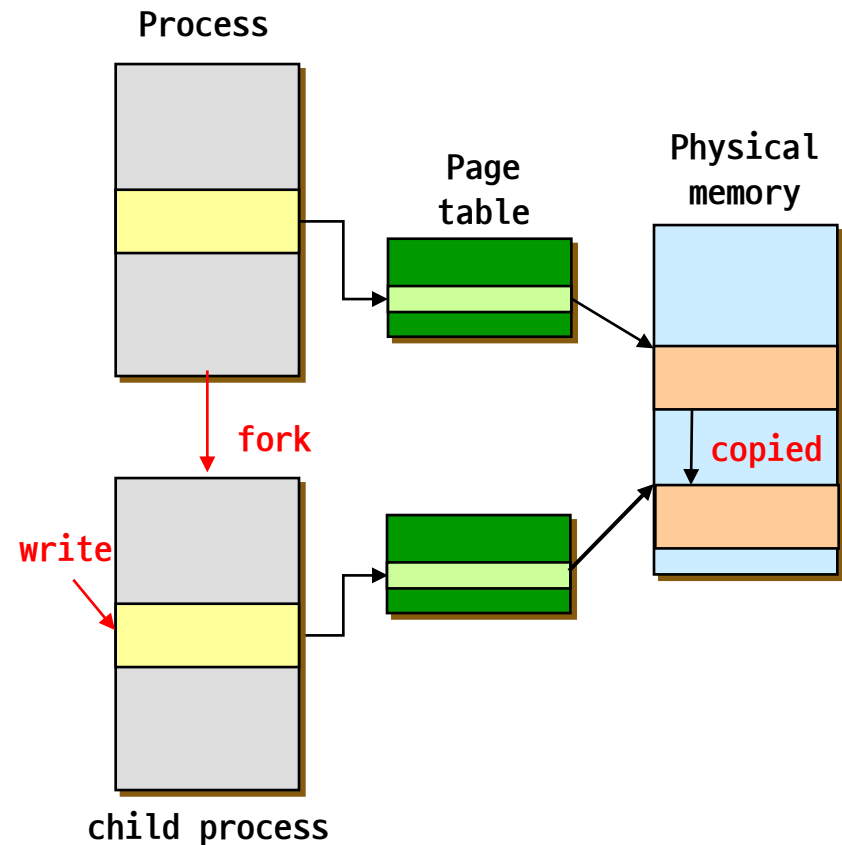 Process
Page
table
Physical
memory
fork
copied
write
child process